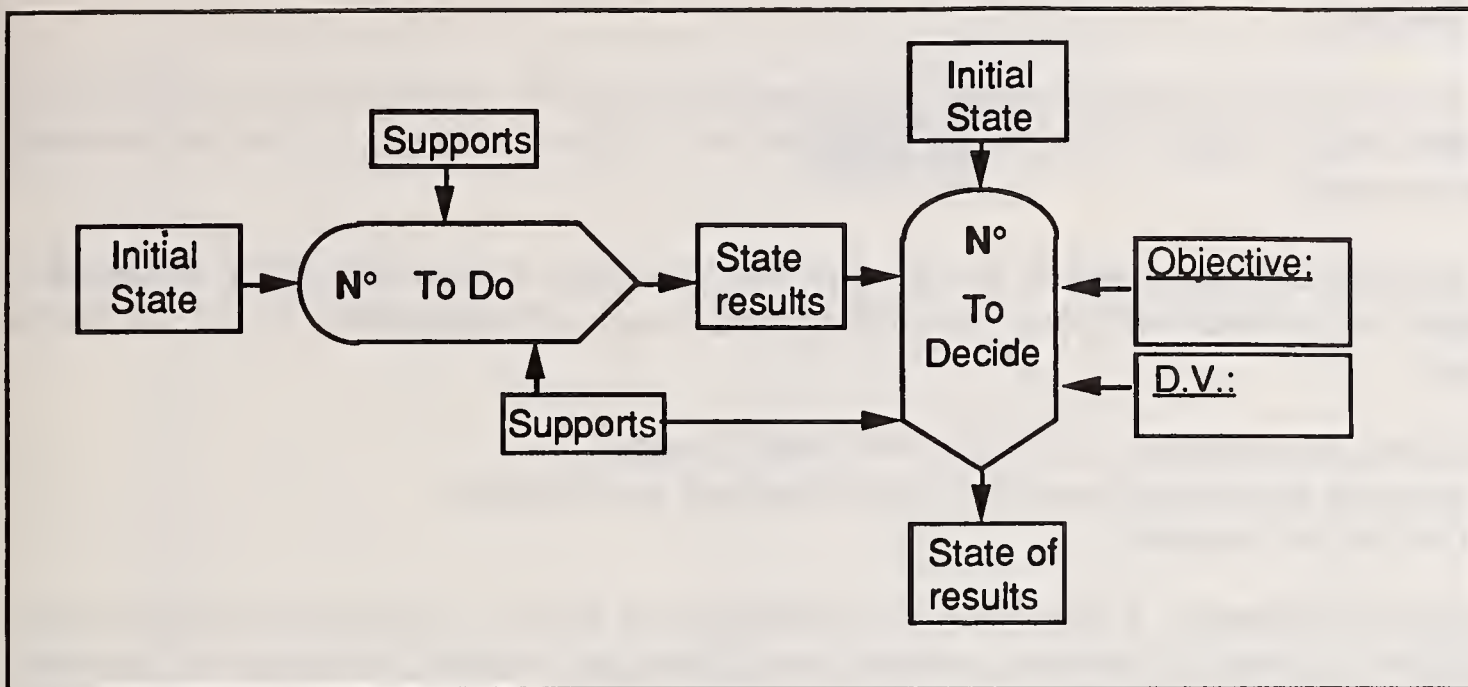 Supports
Initial
State
N° To Do
State
results
Supports
Initial
State
N°
To
Decide
Objective:
D.V.:
State of
results